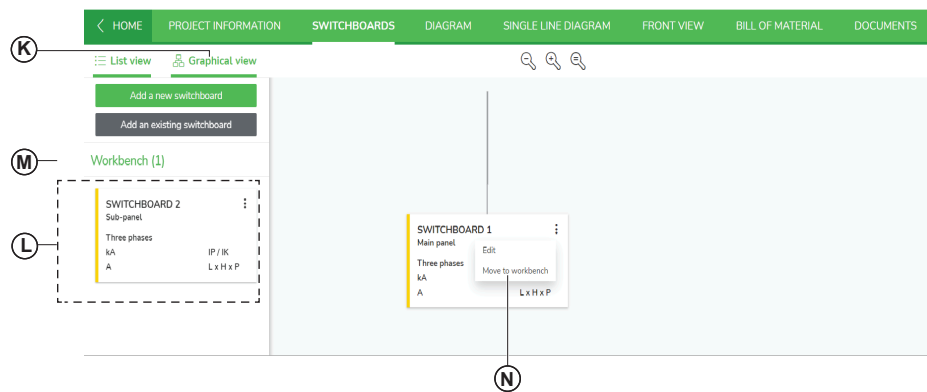 HOME PROJECT INFORMATION SWITCHBOARDS DIAGRAM SINGLE LINE DIAGRAM FRONT VIEW BILL OF MATERIAL DOCUMENTS
K
List view Graphical view
Add a new switchboard
Add an existing switchboard
M
Workbench (1)
L
SWITCHBOARD 2
Sub-panel
Three phases
kA IP / IK
A L x H x P
SWITCHBOARD 1
Main panel
Edit
Three phases
Move to workbench
kA
A L x H x P
N